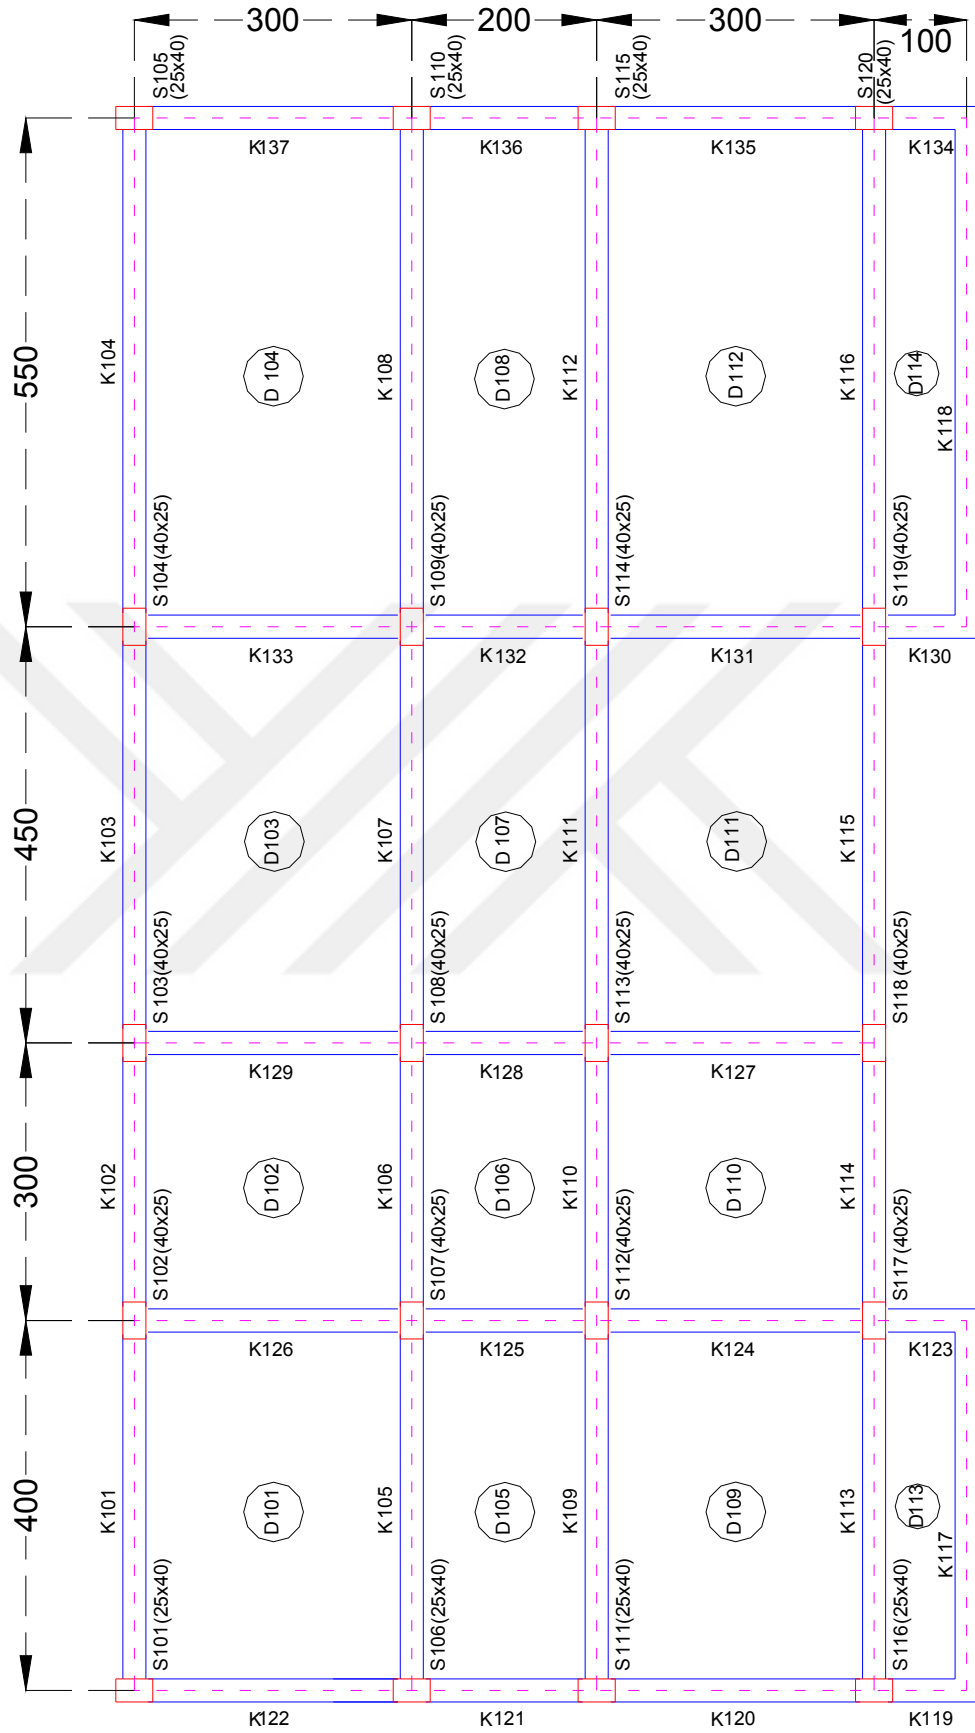 300
200
300
100
S105
(25x40)
S110
(25x40)
S115
(25x40)
S120
(25x40)
K137
K136
K135
K134
550
K104
D 104
K108
D108
K112
D 112
K116
D114
K118
S104(40x25)
S109(40x25)
S114(40x25)
S119(40x25)
K133
K132
K131
K130
450
K103
D103
K107
D 107
K111
D111
K115
S103(40x25)
S108(40x25)
S113(40x25)
S118(40x25)
K129
K128
K127
300
K102
D102
K106
D106
K110
D110
K114
S102(40x25)
S107(40x25)
S112(40x25)
S117(40x25)
K126
K125
K124
K123
400
K101
D101
K105
D105
K109
D109
K113
D113
K117
S101(25x40)
S106(25x40)
S111(25x40)
S116(25x40)
K122
K121
K120
K119